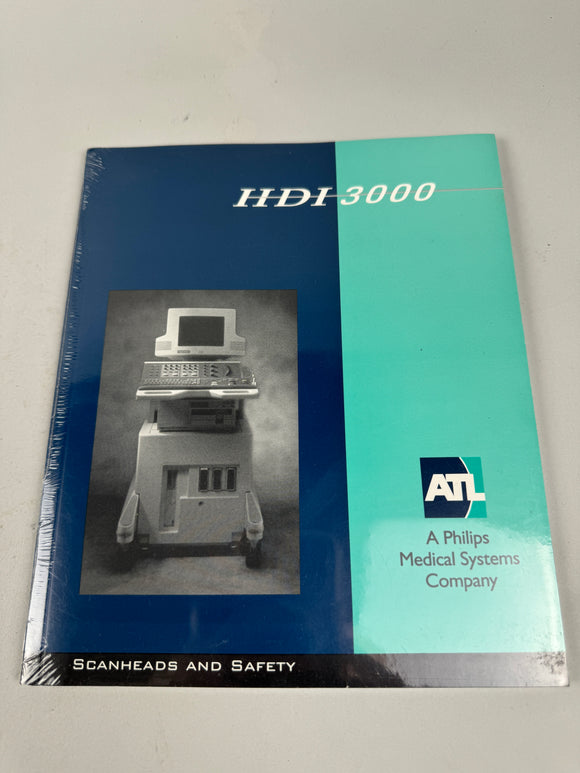 HDI 3000
ATL
A Philips
Medical Systems
Company
SCANHEADS AND SAFETY